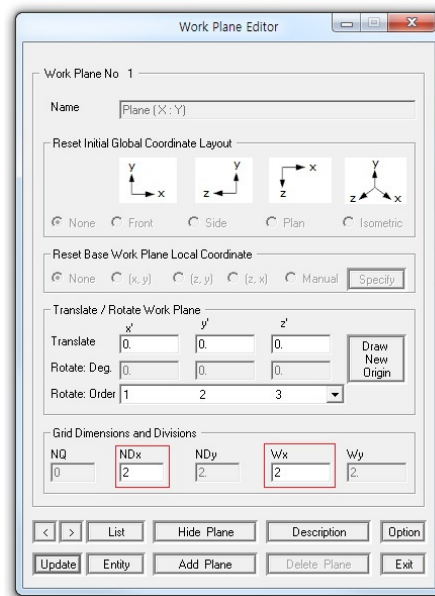 Work Plane Editor
Work Plane No 1
Name Plane (X : Y)
Reset Initial Global Coordinate Layout
y x y z x z y z x
None Front Side Plan Isometric
Reset Base Work Plane Local Coordinate
None (x, y) (z, y) (z, x) Manual Specify
Translate / Rotate Work Plane
x' y' z'
Translate 0. 0. 0.
Rotate: Deg. 0. 0. 0.
Rotate: Order 1 2 3
Draw
New
Origin
Grid Dimensions and Divisions
NQ NDx NDy Wx Wy
0 2 2. 2 2.
< > List Hide Plane Description Option
Update Entity Add Plane Delete Plane Exit